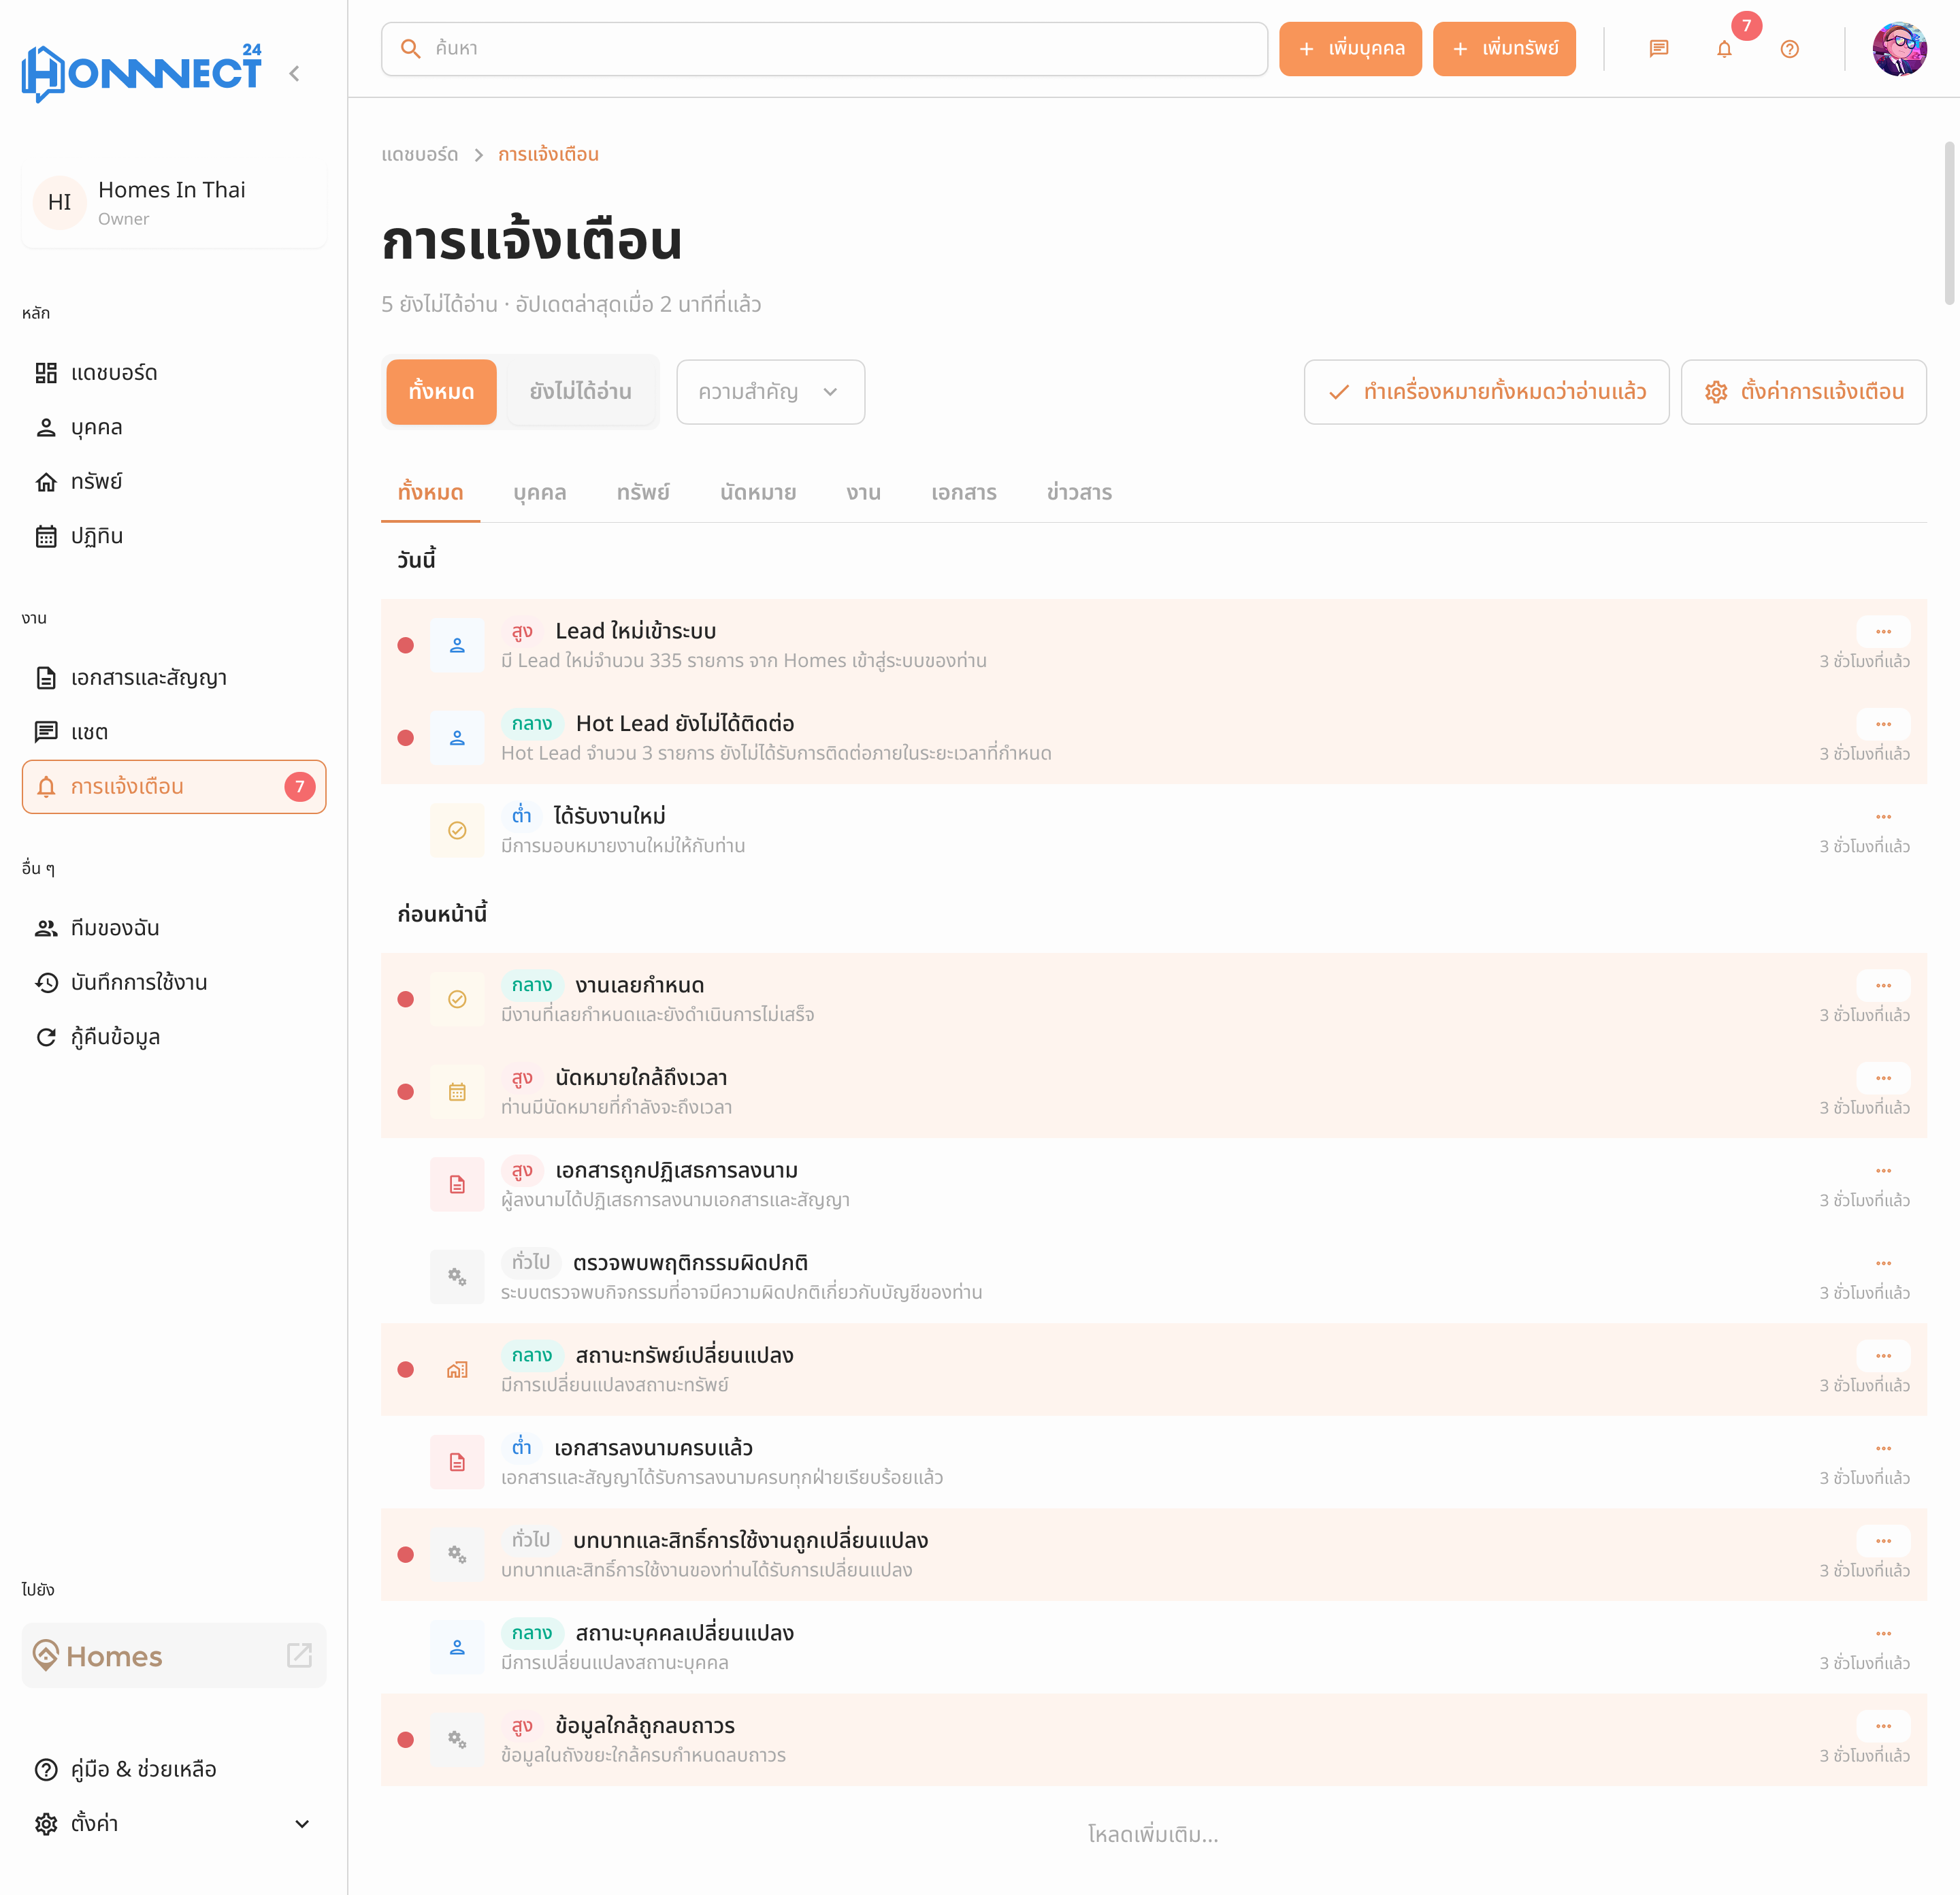 HONNNECT 24
HI
Homes In Thai
Owner
หลัก
แดชบอร์ด
บุคคล
ทรัพย์
ปฏิทิน
งาน
เอกสารและสัญญา
แชต
การแจ้งเตือน 7
อื่น ๆ
ทีมของฉัน
บันทึกการใช้งาน
กู้คืนข้อมูล
ไปยัง
Homes
คู่มือ & ช่วยเหลือ
ตั้งค่า
ค้นหา
+ เพิ่มบุคคล
+ เพิ่มทรัพย์
7
แดชบอร์ด > การแจ้งเตือน
การแจ้งเตือน
5 ยังไม่ได้อ่าน · อัปเดตล่าสุดเมื่อ 2 นาทีที่แล้ว
ทั้งหมด ยังไม่ได้อ่าน ความสำคัญ ทำเครื่องหมายทั้งหมดว่าอ่านแล้ว ตั้งค่าการแจ้งเตือน
ทั้งหมด บุคคล ทรัพย์ นัดหมาย งาน เอกสาร ข่าวสาร
วันนี้
สูง Lead ใหม่เข้าระบบ
มี Lead ใหม่จำนวน 335 รายการ จาก Homes เข้าสู่ระบบของท่าน 3 ชั่วโมงที่แล้ว
กลาง Hot Lead ยังไม่ได้ติดต่อ
Hot Lead จำนวน 3 รายการ ยังไม่ได้รับการติดต่อภายในระยะเวลาที่กำหนด 3 ชั่วโมงที่แล้ว
ต่ำ ได้รับงานใหม่
มีการมอบหมายงานใหม่ให้กับท่าน 3 ชั่วโมงที่แล้ว
ก่อนหน้านี้
กลาง งานเลยกำหนด
มีงานที่เลยกำหนดและยังดำเนินการไม่เสร็จ 3 ชั่วโมงที่แล้ว
สูง นัดหมายใกล้ถึงเวลา
ท่านมีนัดหมายที่กำลังจะถึงเวลา 3 ชั่วโมงที่แล้ว
สูง เอกสารถูกปฏิเสธการลงนาม
ผู้ลงนามได้ปฏิเสธการลงนามเอกสารและสัญญา 3 ชั่วโมงที่แล้ว
ทั่วไป ตรวจพบพฤติกรรมผิดปกติ
ระบบตรวจพบกิจกรรมที่อาจมีความผิดปกติเกี่ยวกับบัญชีของท่าน 3 ชั่วโมงที่แล้ว
กลาง สถานะทรัพย์เปลี่ยนแปลง
มีการเปลี่ยนแปลงสถานะทรัพย์ 3 ชั่วโมงที่แล้ว
ต่ำ เอกสารลงนามครบแล้ว
เอกสารและสัญญาได้รับการลงนามครบทุกฝ่ายเรียบร้อยแล้ว 3 ชั่วโมงที่แล้ว
ทั่วไป บทบาทและสิทธิ์การใช้งานถูกเปลี่ยนแปลง
บทบาทและสิทธิ์การใช้งานของท่านได้รับการเปลี่ยนแปลง 3 ชั่วโมงที่แล้ว
กลาง สถานะบุคคลเปลี่ยนแปลง
มีการเปลี่ยนแปลงสถานะบุคคล 3 ชั่วโมงที่แล้ว
สูง ข้อมูลใกล้ถูกลบถาวร
ข้อมูลในถังขยะใกล้ครบกำหนดลบถาวร 3 ชั่วโมงที่แล้ว
โหลดเพิ่มเติม...